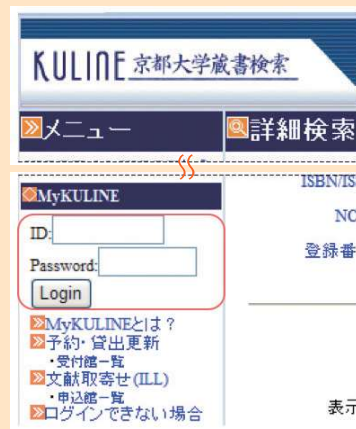 KULINE 京都大学蔵書検索
メニュー
詳細検索
ISBN/IS
MyKULINE
NC
ID:
登録番
Password:
Login
MyKULINEとは？
予約・貸出更新
・受付館一覧
文献取寄せ(ILL)
・申込館一覧
表示
ログインできない場合